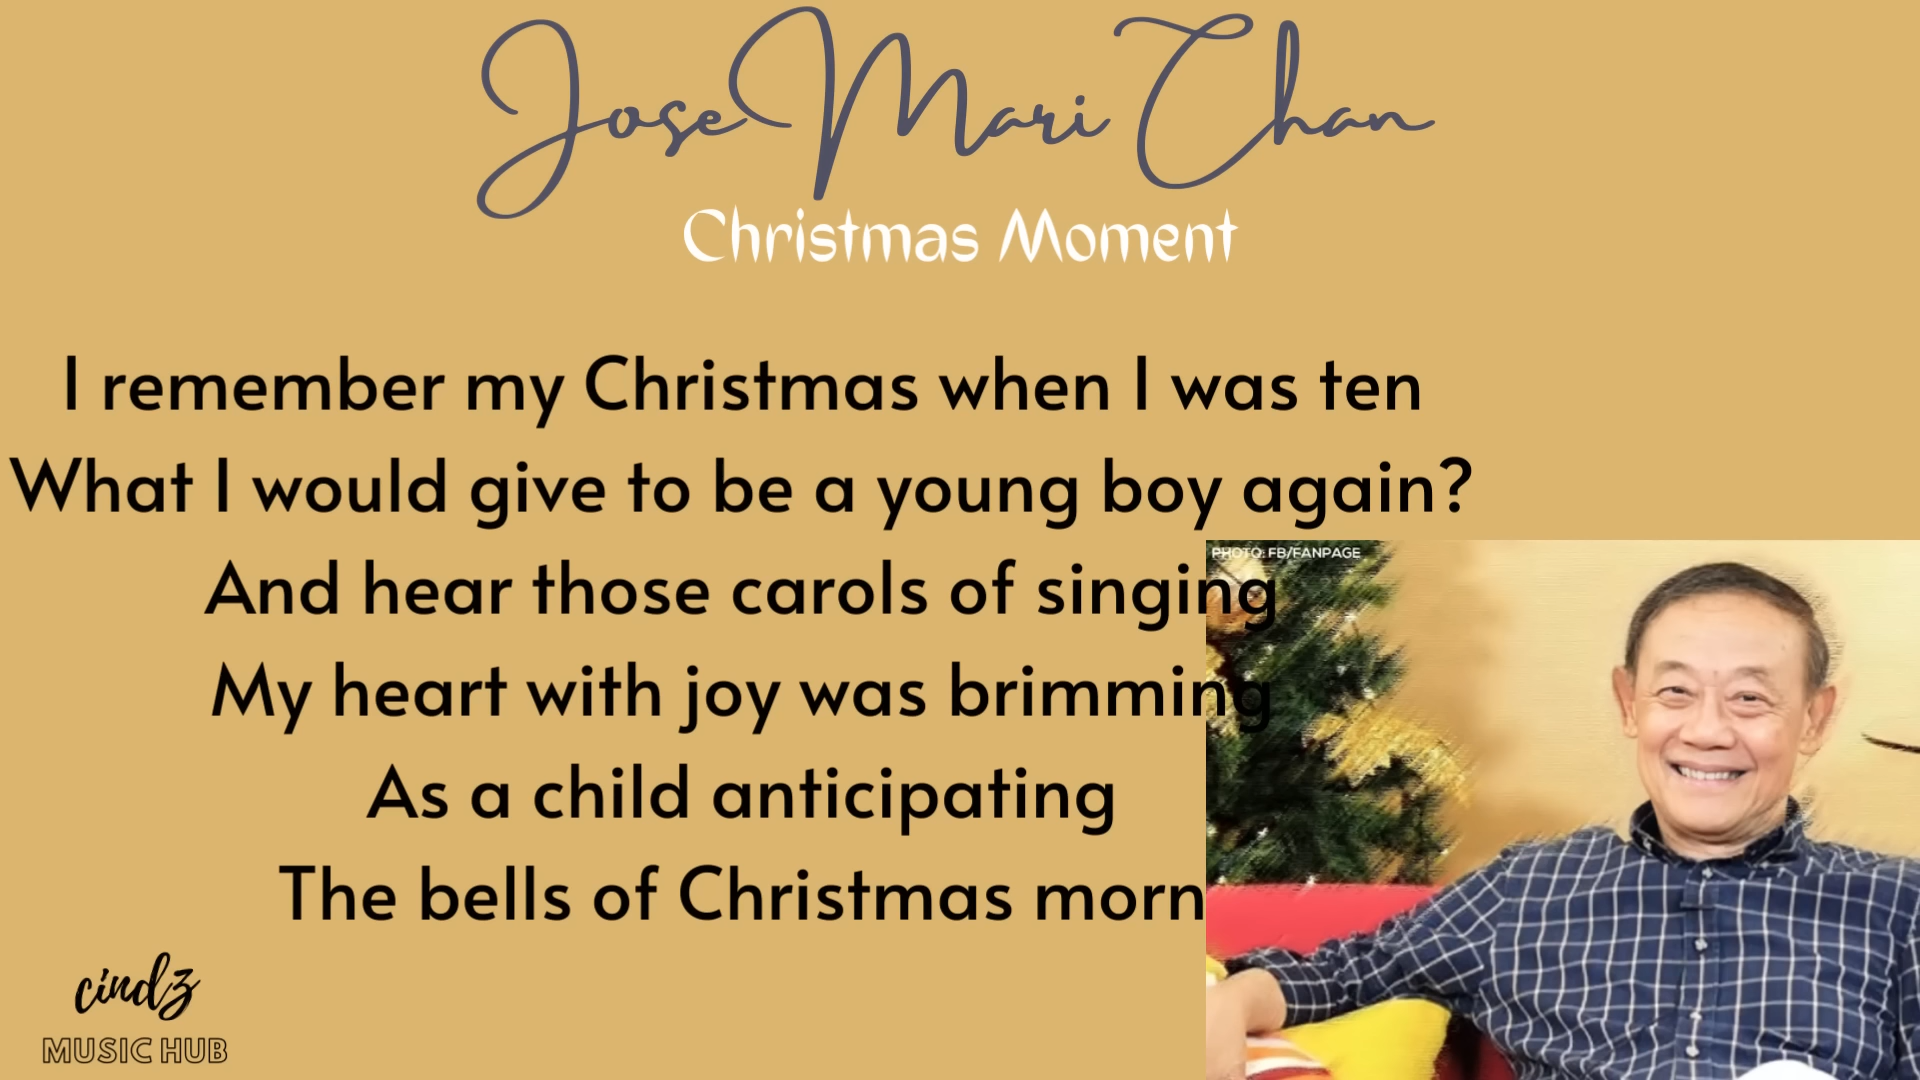 Jose Mari Chan
Christmas Moment
I remember my Christmas when I was ten
What I would give to be a young boy again?
And hear those carols of singing
My heart with joy was brimming
As a child anticipating
The bells of Christmas morn
PHOTO: FB/FANPAGE
cindz
MUSIC HUB